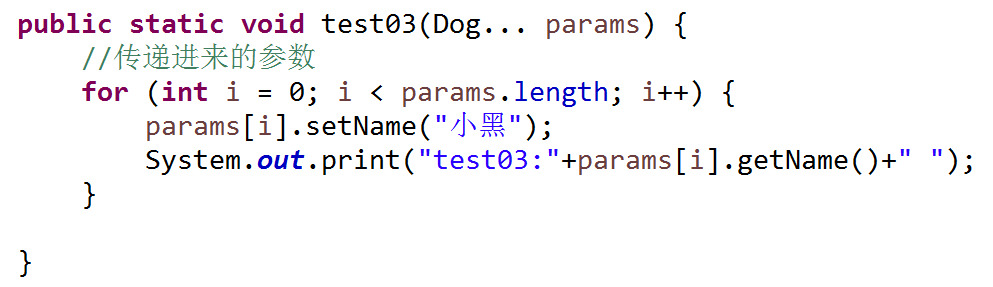 public static void test03(Dog... params) {
//传递进来的参数
for (int i = 0; i < params.length; i++) {
params[i].setName("小黑");
System.out.print("test03:"+params[i].getName()+" ");
}
}